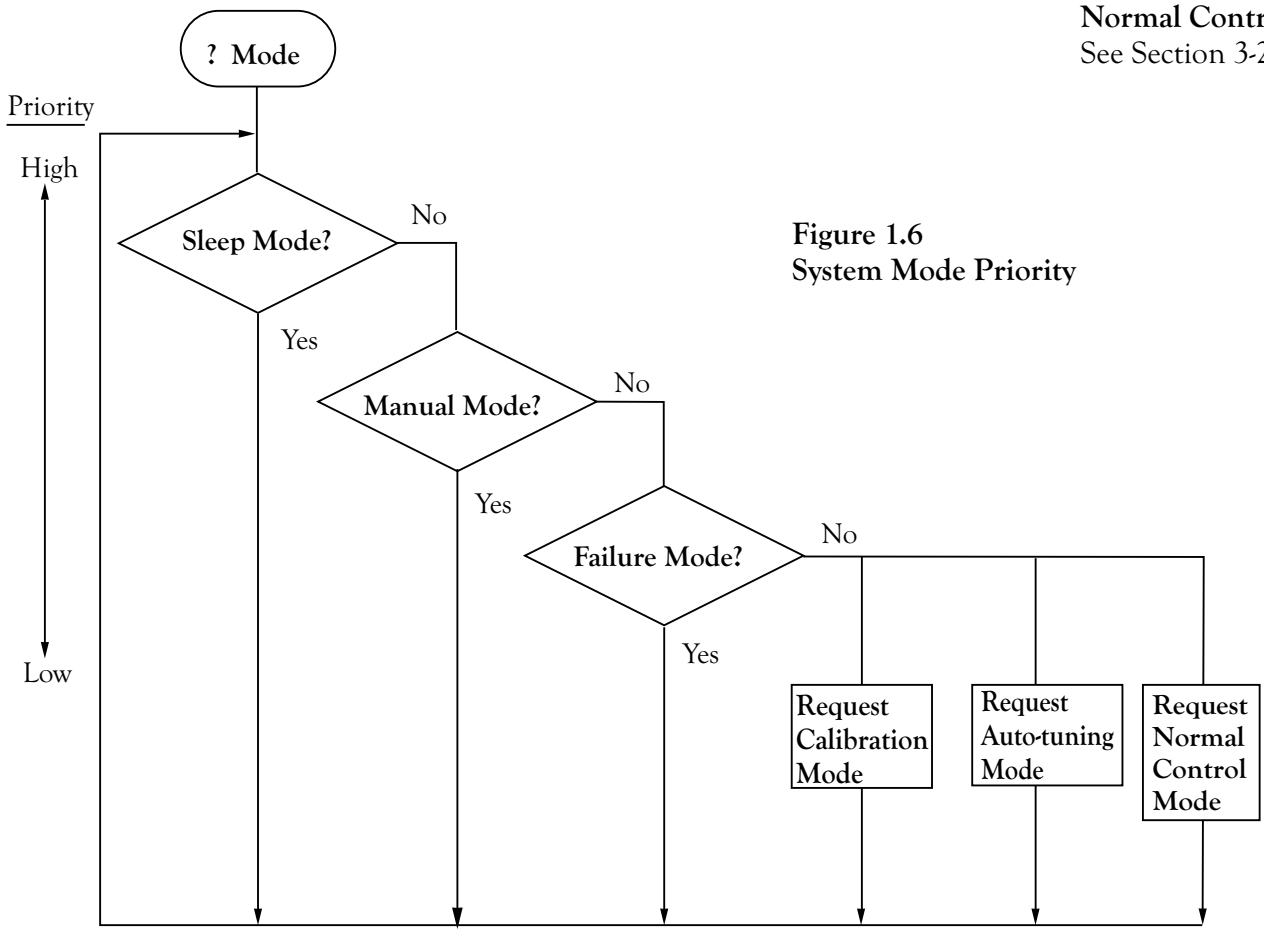 Normal Contr
See Section 3-2
? Mode
Priority
High
No
Sleep Mode?
Figure 1.6
System Mode Priority
Yes
No
Manual Mode?
Yes
No
Failure Mode?
Yes
Low
Request
Calibration
Mode
Request
Auto-tuning
Mode
Request
Normal
Control
Mode